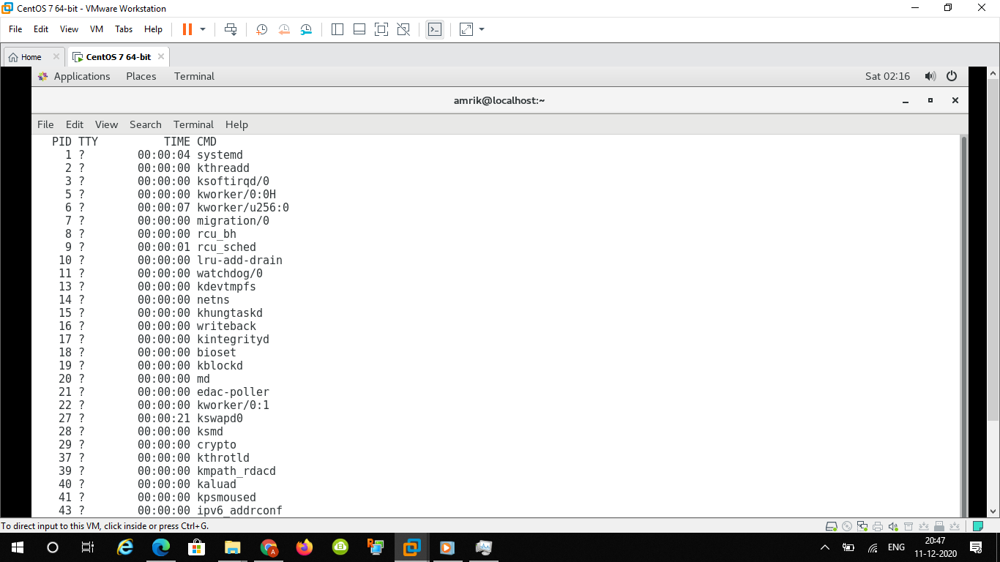 CentOS 7 64-bit - VMware Workstation
File Edit View VM Tabs Help
Home CentOS 7 64-bit
Applications Places Terminal Sat 02:16
amrik@localhost:~
File Edit View Search Terminal Help
PID TTY TIME CMD
1 ? 00:00:04 systemd
2 ? 00:00:00 kthreadd
3 ? 00:00:00 ksoftirqd/0
5 ? 00:00:00 kworker/0:0H
6 ? 00:00:07 kworker/u256:0
7 ? 00:00:00 migration/0
8 ? 00:00:00 rcu_bh
9 ? 00:00:01 rcu_sched
10 ? 00:00:00 lru-add-drain
11 ? 00:00:00 watchdog/0
13 ? 00:00:00 kdevtmpfs
14 ? 00:00:00 netns
15 ? 00:00:00 khungtaskd
16 ? 00:00:00 writeback
17 ? 00:00:00 kintegrityd
18 ? 00:00:00 bioset
19 ? 00:00:00 kblockd
20 ? 00:00:00 md
21 ? 00:00:00 edac-poller
22 ? 00:00:00 kworker/0:1
27 ? 00:00:21 kswapd0
28 ? 00:00:00 ksmd
29 ? 00:00:00 crypto
37 ? 00:00:00 kthrotld
39 ? 00:00:00 kmpath_rdacd
40 ? 00:00:00 kaluad
41 ? 00:00:00 kpsmoused
43 ? 00:00:00 ipv6_addrconf
To direct input to this VM, click inside or press Ctrl+G.
ENG 20:47
11-12-2020